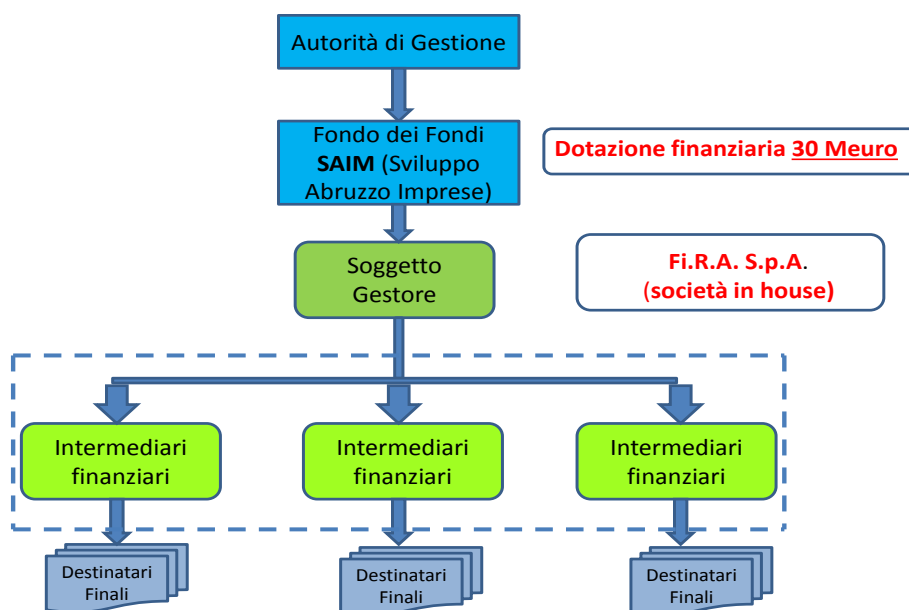 Autorità di Gestione
Fondo dei Fondi
SAIM (Sviluppo
Abruzzo Imprese)
Dotazione finanziaria 30 Meuro
Soggetto
Gestore
Fi.R.A. S.p.A.
(società in house)
Intermediari
finanziari
Intermediari
finanziari
Intermediari
finanziari
Destinatari
Finali
Destinatari
Finali
Destinatari
Finali